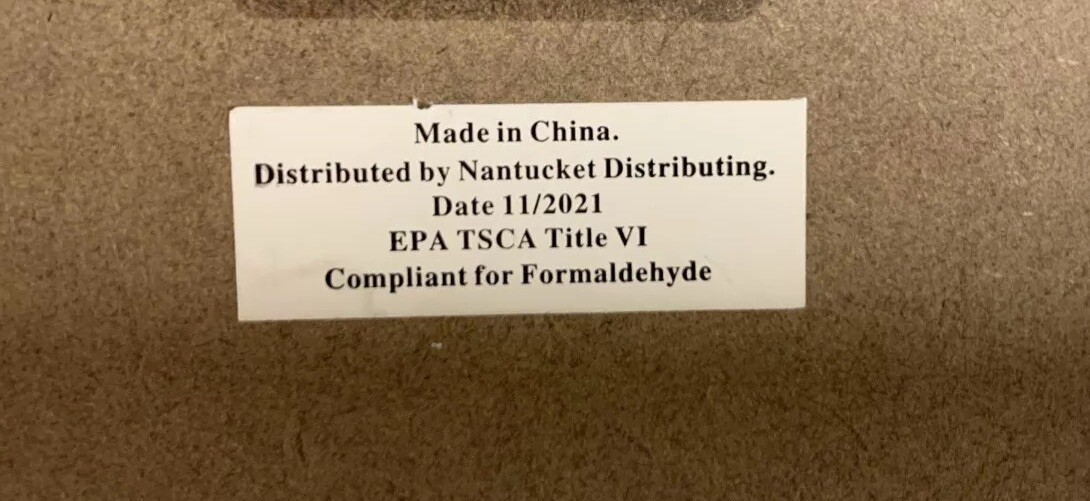 Made in China.
Distributed by Nantucket Distributing.
Date 11/2021
EPA TSCA Title VI
Compliant for Formaldehyde